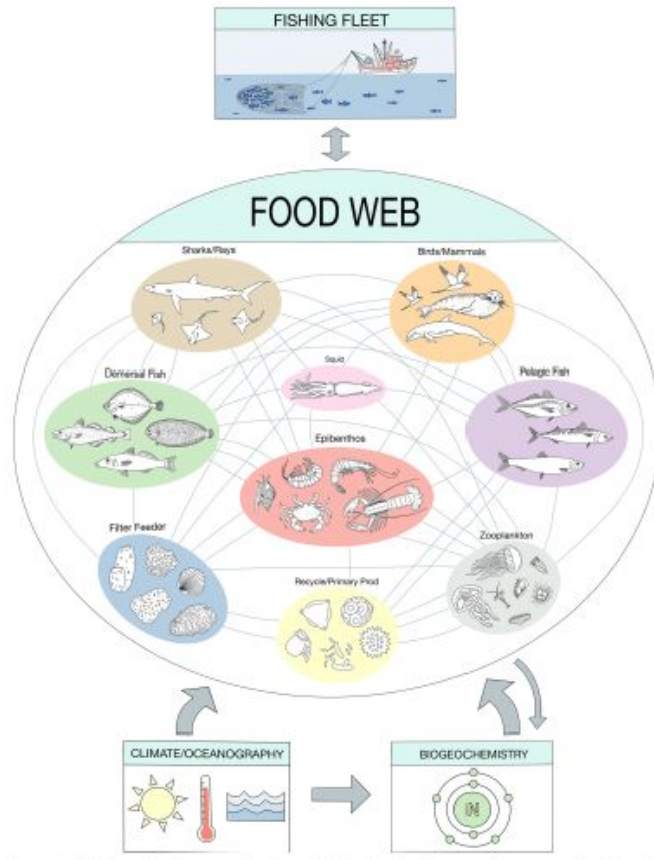 FISHING FLEET
FOOD WEB
Sharks/Rays
Birds/Mammals
Squid
Demersal Fish
Pelagic Fish
Epibenthos
Filter Feeder
Zooplankton
Recycle/Primary Prod
CLIMATE/OCEANOGRAPHY
BIOGEOCHEMISTRY
N